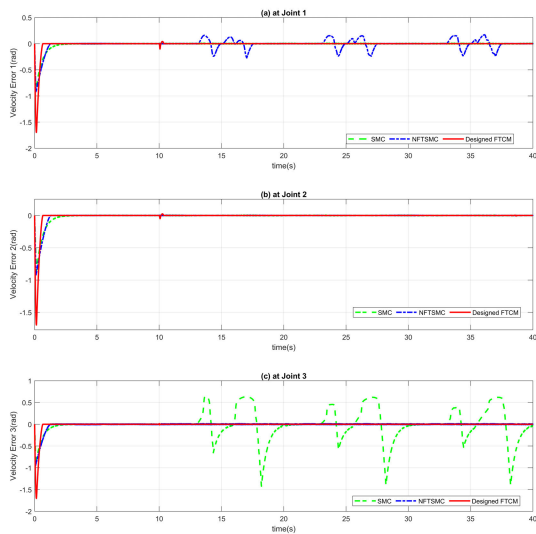 (a) at Joint 1
0.5
0
-0.5
-1
-1.5
-2
Velocity Error 1(rad)
SMC NFTSMC Designed FTCM
0 5 10 15 20 25 30 35 40
time(s)
(b) at Joint 2
0
-0.5
-1
-1.5
Velocity Error 2(rad)
SMC NFTSMC Designed FTCM
0 5 10 15 20 25 30 35 40
time(s)
(c) at Joint 3
1
0.5
0
-0.5
-1
-1.5
-2
Velocity Error 3(rad)
SMC NFTSMC Designed FTCM
0 5 10 15 20 25 30 35 40
time(s)